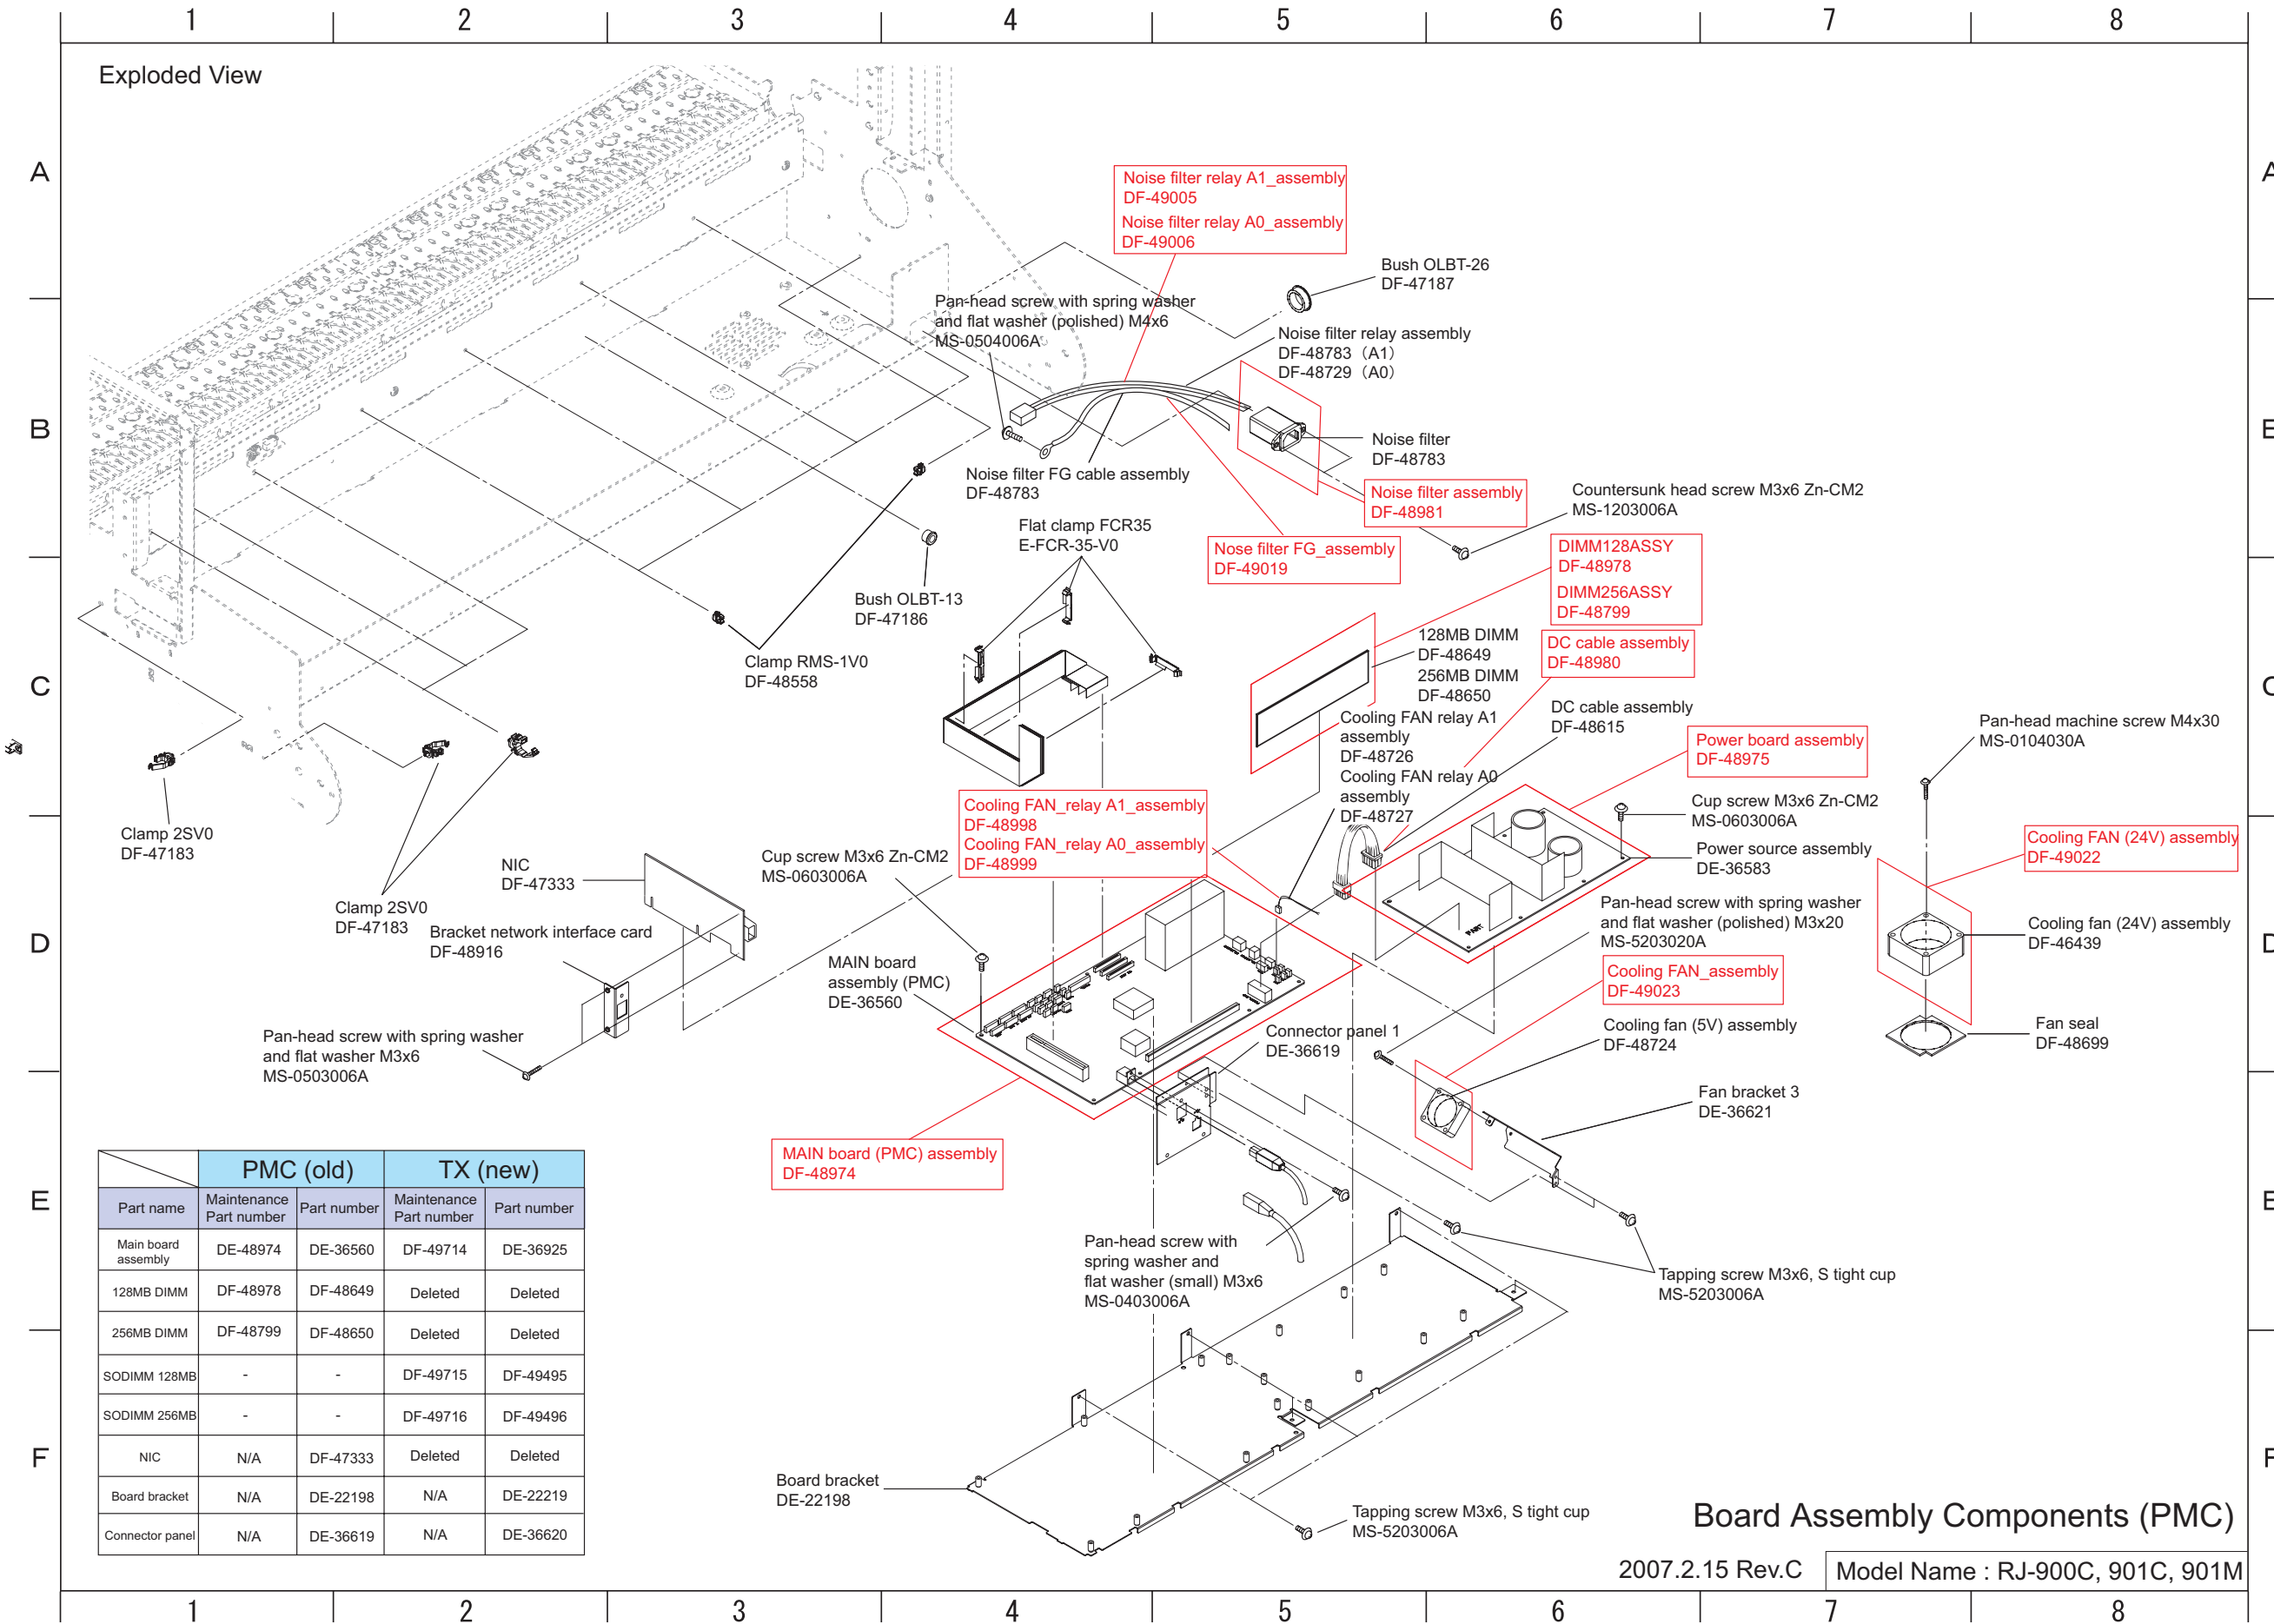 1 2 3 4 5 6 7 8
Exploded View
A
A
Noise filter relay A1_assembly
DF-49005
Noise filter relay A0_assembly
DF-49006
Bush OLBT-26
DF-47187
Pan-head screw with spring washer
and flat washer (polished) M4x6
MS-0504006A
Noise filter relay assembly
DF-48783 (A1)
DF-48729 (A0)
B
B
Noise filter
DF-48783
Noise filter FG cable assembly
DF-48783
Noise filter assembly
DF-48981
Countersunk head screw M3x6 Zn-CM2
MS-1203006A
Flat clamp FCR35
E-FCR-35-V0
Nose filter FG_assembly
DF-49019
DIMM128ASSY
DF-48978
DIMM256ASSY
DF-48799
Bush OLBT-13
DF-47186
128MB DIMM
DF-48649
256MB DIMM
DF-48650
DC cable assembly
DF-48980
Clamp RMS-1V0
DF-48558
C
C
Cooling FAN relay A1
assembly
DF-48726
Cooling FAN relay A0
assembly
DF-48727
DC cable assembly
DF-48615
Pan-head machine screw M4x30
MS-0104030A
Power board assembly
DF-48975
Cooling FAN_relay A1_assembly
DF-48998
Cooling FAN_relay A0_assembly
DF-48999
Cup screw M3x6 Zn-CM2
MS-0603006A
Clamp 2SV0
DF-47183
Cooling FAN (24V) assembly
DF-49022
Power source assembly
DE-36583
NIC
DF-47333
Cup screw M3x6 Zn-CM2
MS-0603006A
Clamp 2SV0
DF-47183
Pan-head screw with spring washer
and flat washer (polished) M3x20
MS-5203020A
Bracket network interface card
DF-48916
Cooling fan (24V) assembly
DF-46439
D
D
MAIN board
assembly (PMC)
DE-36560
Cooling FAN_assembly
DF-49023
Pan-head screw with spring washer
and flat washer M3x6
MS-0503006A
Connector panel 1
DE-36619
Cooling fan (5V) assembly
DF-48724
Fan seal
DF-48699
Fan bracket 3
DE-36621
MAIN board (PMC) assembly
DF-48974
E
E
PMC (old) TX (new)
Part name Maintenance Part number Part number Maintenance Part number Part number
Main board assembly DE-48974 DE-36560 DF-49714 DE-36925
128MB DIMM DF-48978 DF-48649 Deleted Deleted
256MB DIMM DF-48799 DF-48650 Deleted Deleted
SODIMM 128MB - - DF-49715 DF-49495
SODIMM 256MB - - DF-49716 DF-49496
NIC N/A DF-47333 Deleted Deleted
Board bracket N/A DE-22198 N/A DE-22219
Connector panel N/A DE-36619 N/A DE-36620
Pan-head screw with
spring washer and
flat washer (small) M3x6
MS-0403006A
Tapping screw M3x6, S tight cup
MS-5203006A
F
F
Board bracket
DE-22198
Tapping screw M3x6, S tight cup
MS-5203006A
Board Assembly Components (PMC)
2007.2.15 Rev.C
Model Name : RJ-900C, 901C, 901M
1 2 3 4 5 6 7 8